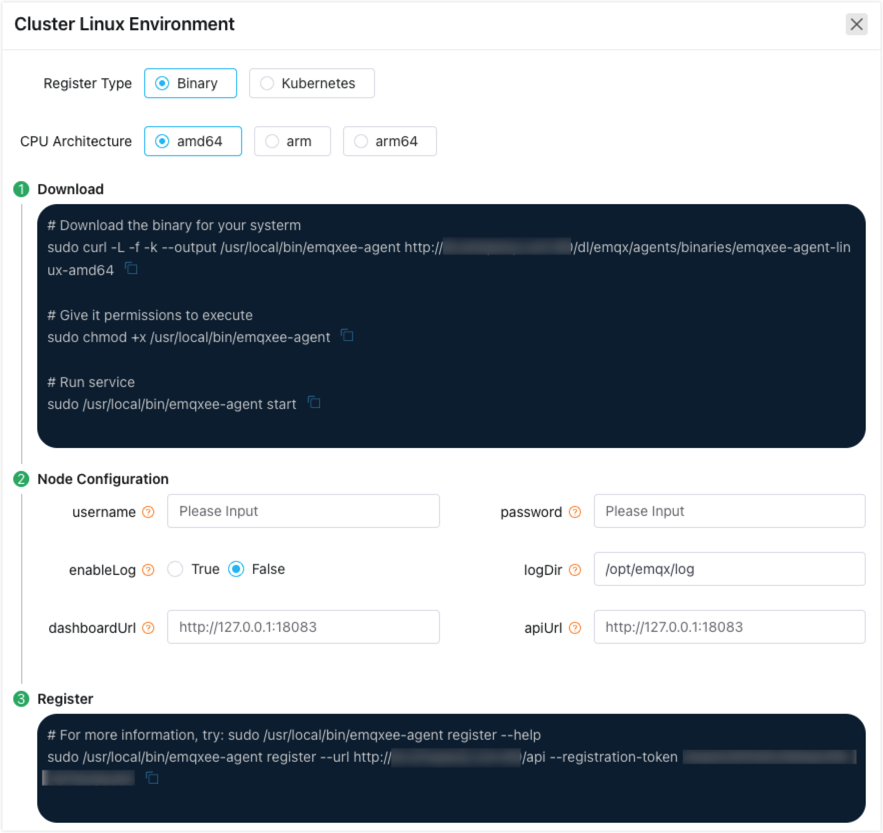 Cluster Linux Environment
Register Type Binary Kubernetes
CPU Architecture amd64 arm arm64
1 Download
# Download the binary for your systerm
sudo curl -L -f -k --output /usr/local/bin/emqxee-agent http:// /dl/emqx/agents/binaries/emqxee-agent-lin
ux-amd64
# Give it permissions to execute
sudo chmod +x /usr/local/bin/emqxee-agent
# Run service
sudo /usr/local/bin/emqxee-agent start
2 Node Configuration
username ? Please Input password ? Please Input
enableLog ? True False logDir ? /opt/emqx/log
dashboardUrl ? http://127.0.0.1:18083 apiUrl ? http://127.0.0.1:18083
3 Register
# For more information, try: sudo /usr/local/bin/emqxee-agent register --help
sudo /usr/local/bin/emqxee-agent register --url http:// /api --registration-token